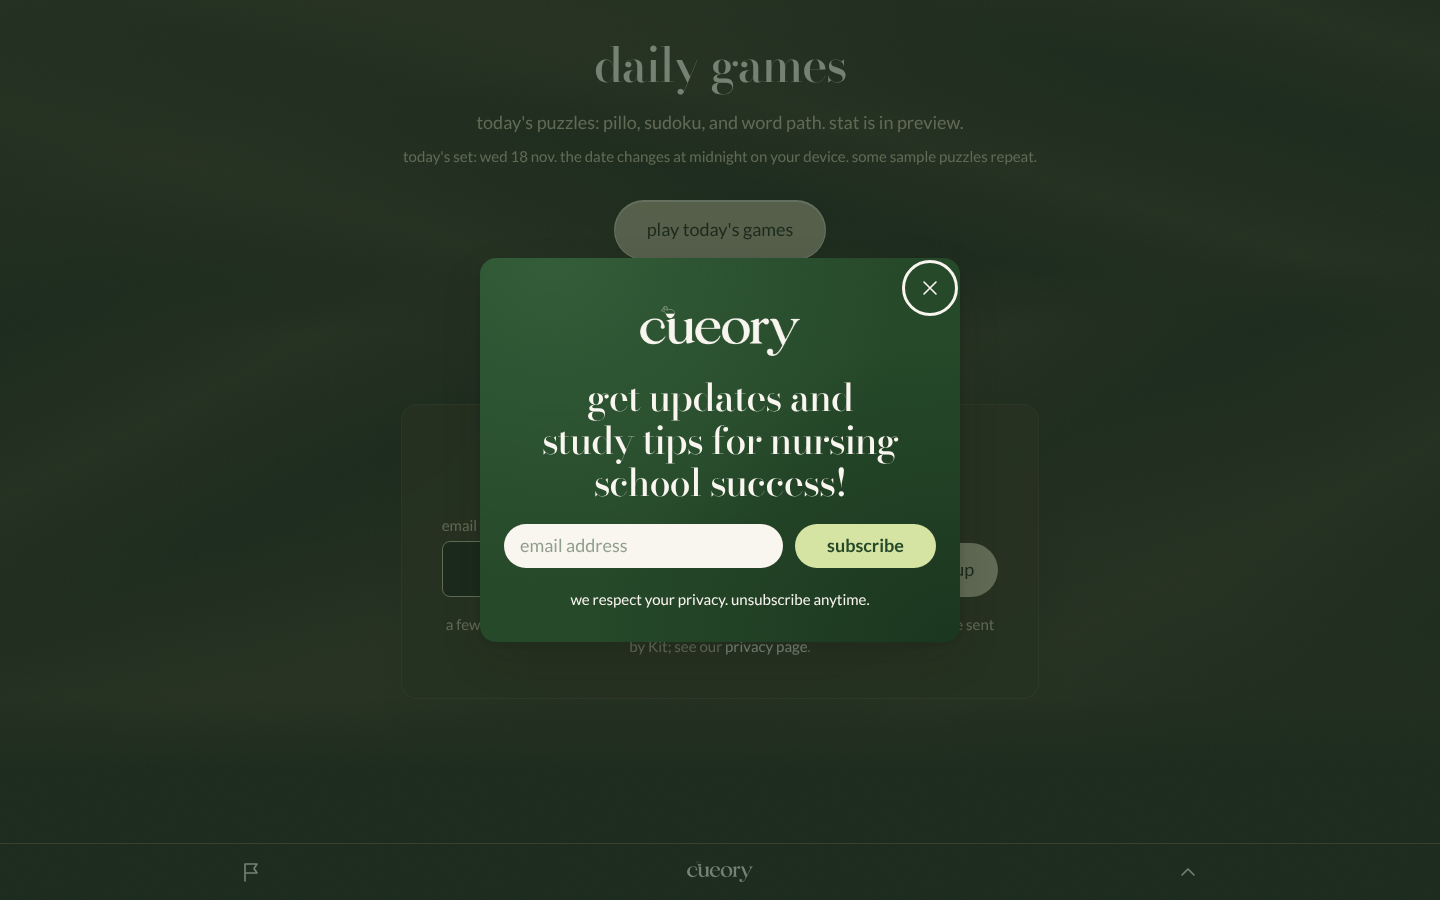 daily games
today's puzzles: pillo, sudoku, and word path. stat is in preview.
today's set: wed 18 nov. the date changes at midnight on your device. some sample puzzles repeat.
play today's games
cueory
get updates and
study tips for nursing
school success!
email
email address
subscribe
up
we respect your privacy. unsubscribe anytime.
a few
sent
by Kit; see our privacy page.
cueory